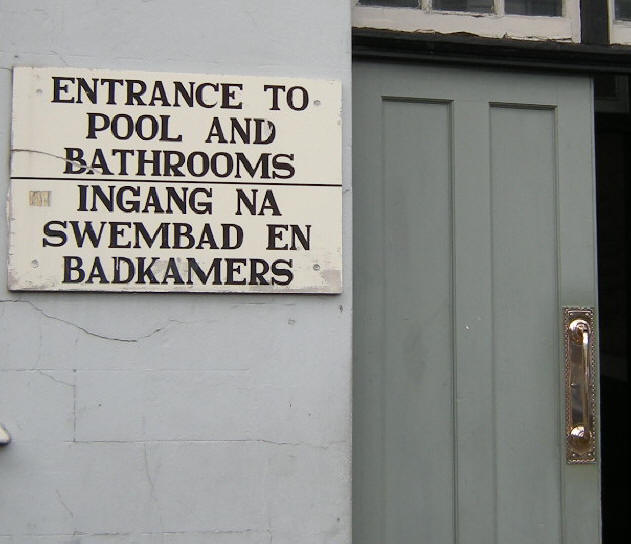 ENTRANCE TO
POOL AND
BATHROOMS
INGANG NA
SWEMBAD EN
BADKAMERS